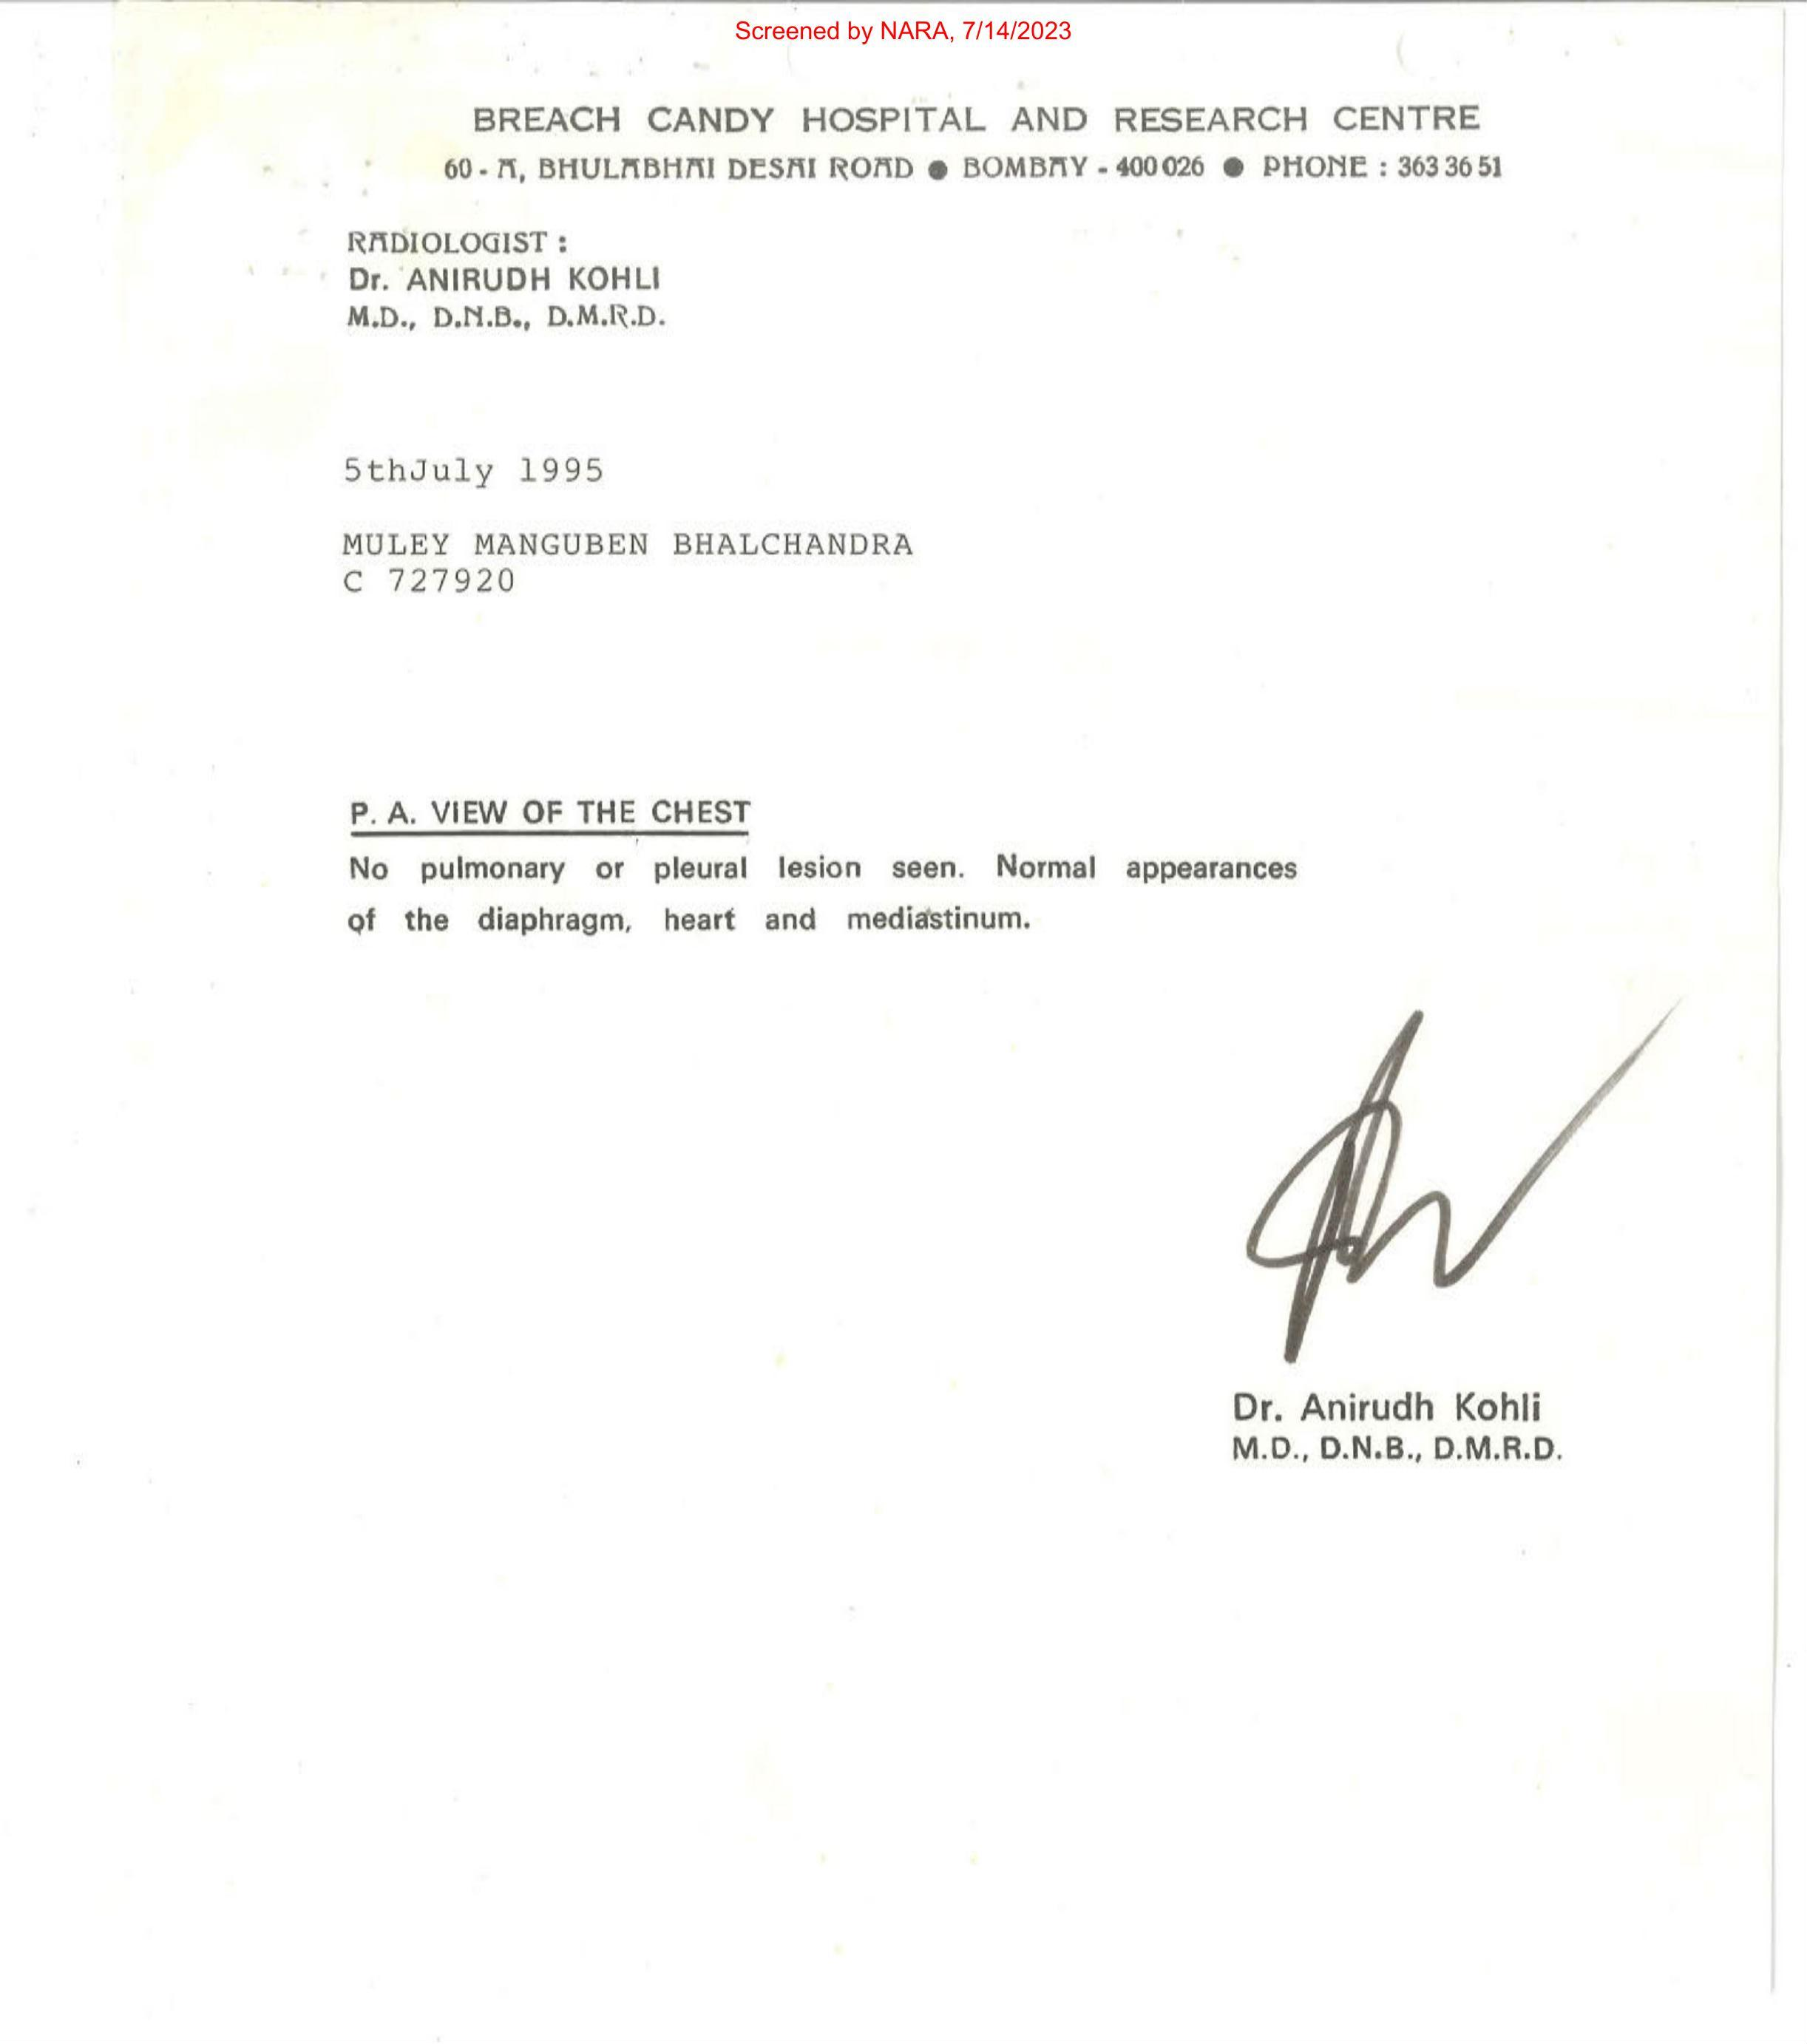 Screened by NARA, 7/14/2023
BREACH CANDY HOSPITAL AND RESEARCH CENTRE
60 - A, BHULABHAI DESAI ROAD ● BOMBAY - 400 026 ● PHONE : 363 36 51
RADIOLOGIST :
Dr. ANIRUDH KOHLI
M.D., D.N.B., D.M.R.D.
5thJuly 1995
MULEY MANGUBEN BHALCHANDRA
C 727920
P. A. VIEW OF THE CHEST
No pulmonary or pleural lesion seen. Normal appearances
of the diaphragm, heart and mediastinum.
Dr. Anirudh Kohli
M.D., D.N.B., D.M.R.D.